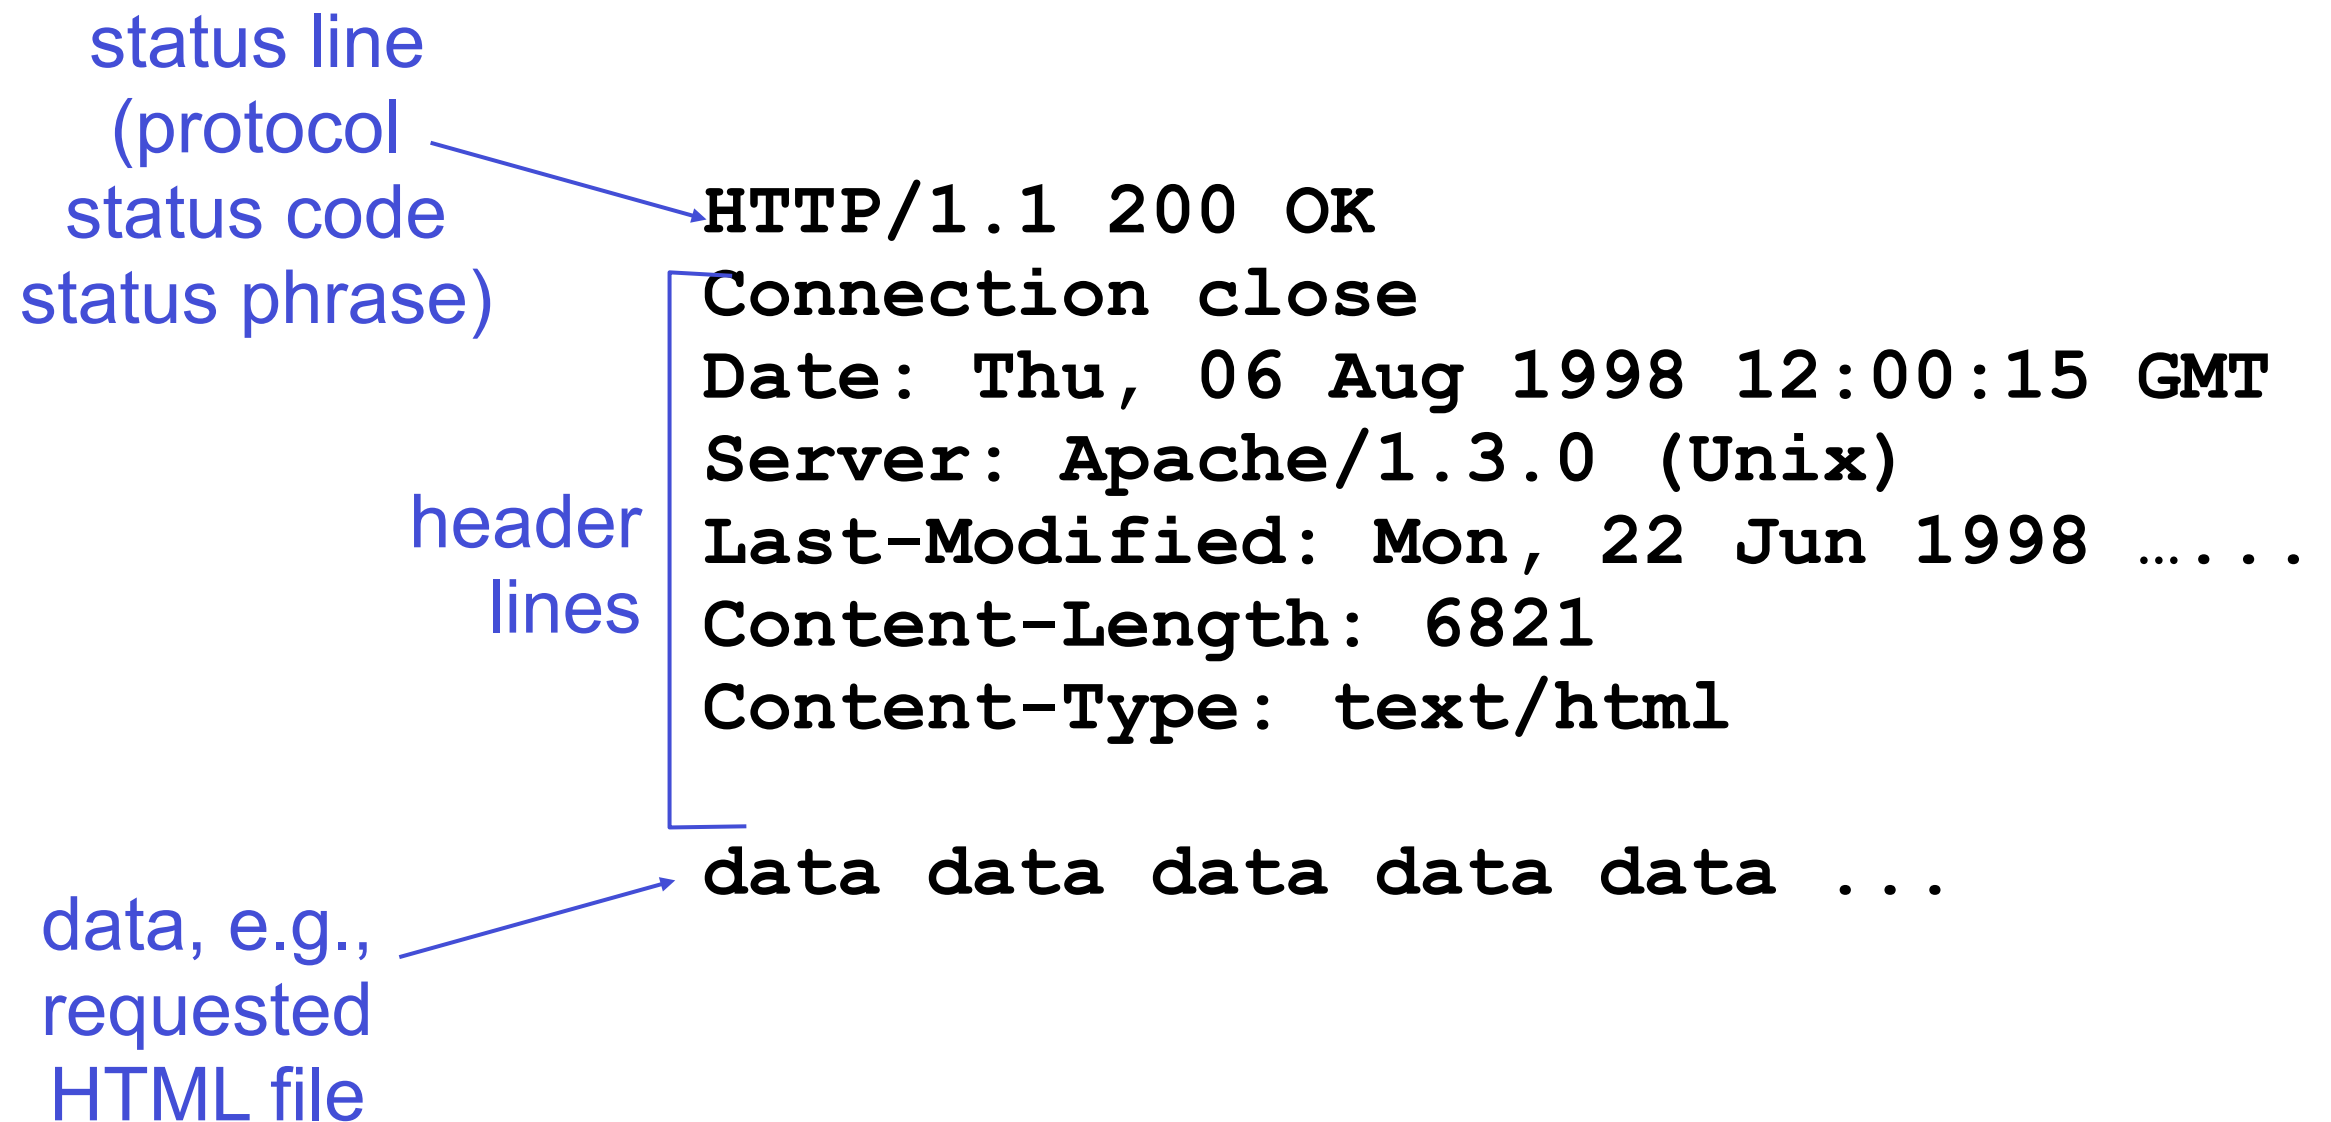 status line
(protocol
status code
status phrase)
HTTP/1.1 200 OK
Connection close
Date: Thu, 06 Aug 1998 12:00:15 GMT
Server: Apache/1.3.0 (Unix)
Last-Modified: Mon, 22 Jun 1998 …...
Content-Length: 6821
Content-Type: text/html
header
lines
data data data data data ...
data, e.g.,
requested
HTML file